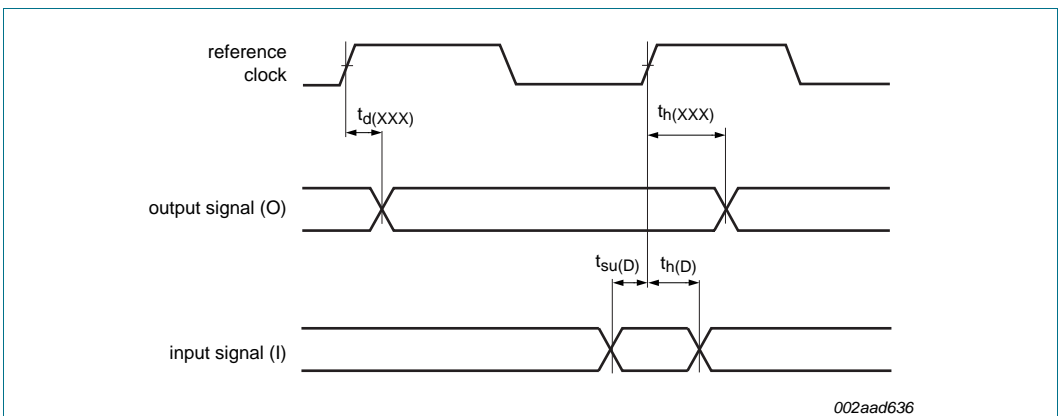 reference
clock
td(XXX)
th(XXX)
output signal (O)
tsu(D)
th(D)
input signal (I)
002aad636